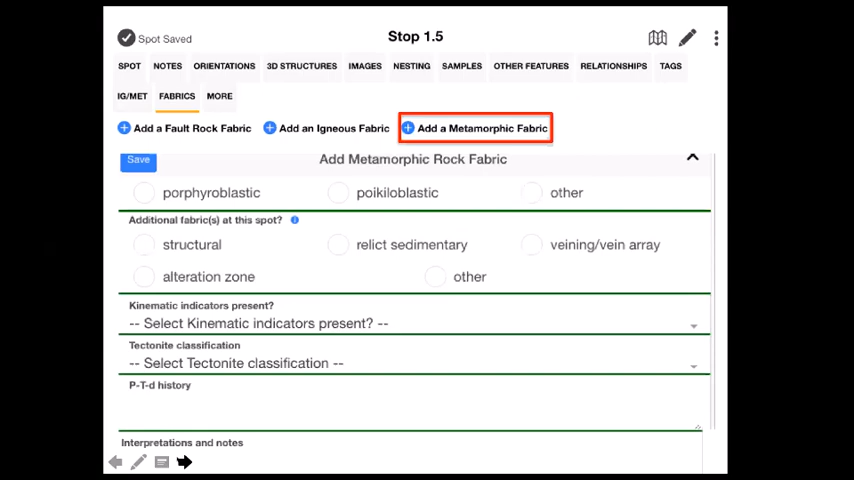 Spot Saved
Stop 1.5
SPOT NOTES ORIENTATIONS 3D STRUCTURES IMAGES NESTING SAMPLES OTHER FEATURES RELATIONSHIPS TAGS
IG/MET FABRICS MORE
Add a Fault Rock Fabric Add an Igneous Fabric Add a Metamorphic Fabric
Save Add Metamorphic Rock Fabric
porphyroblastic poikiloblastic other
Additional fabric(s) at this spot?
structural relict sedimentary veining/vein array
alteration zone other
Kinematic indicators present?
-- Select Kinematic indicators present? --
Tectonite classification
-- Select Tectonite classification --
P-T-d history
Interpretations and notes